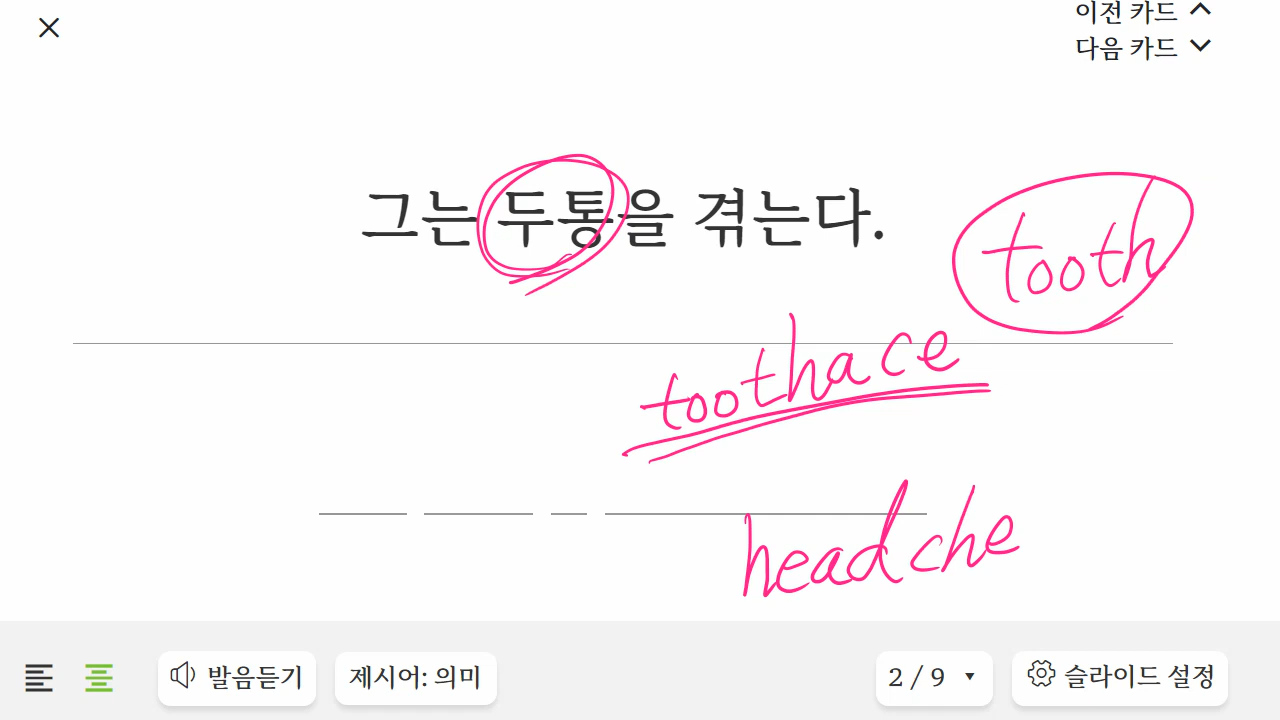 이전 카드
다음 카드
그는 두통을 겪는다.
tooth
toothace
headche
발음듣기
제시어: 의미
2 / 9
슬라이드 설정